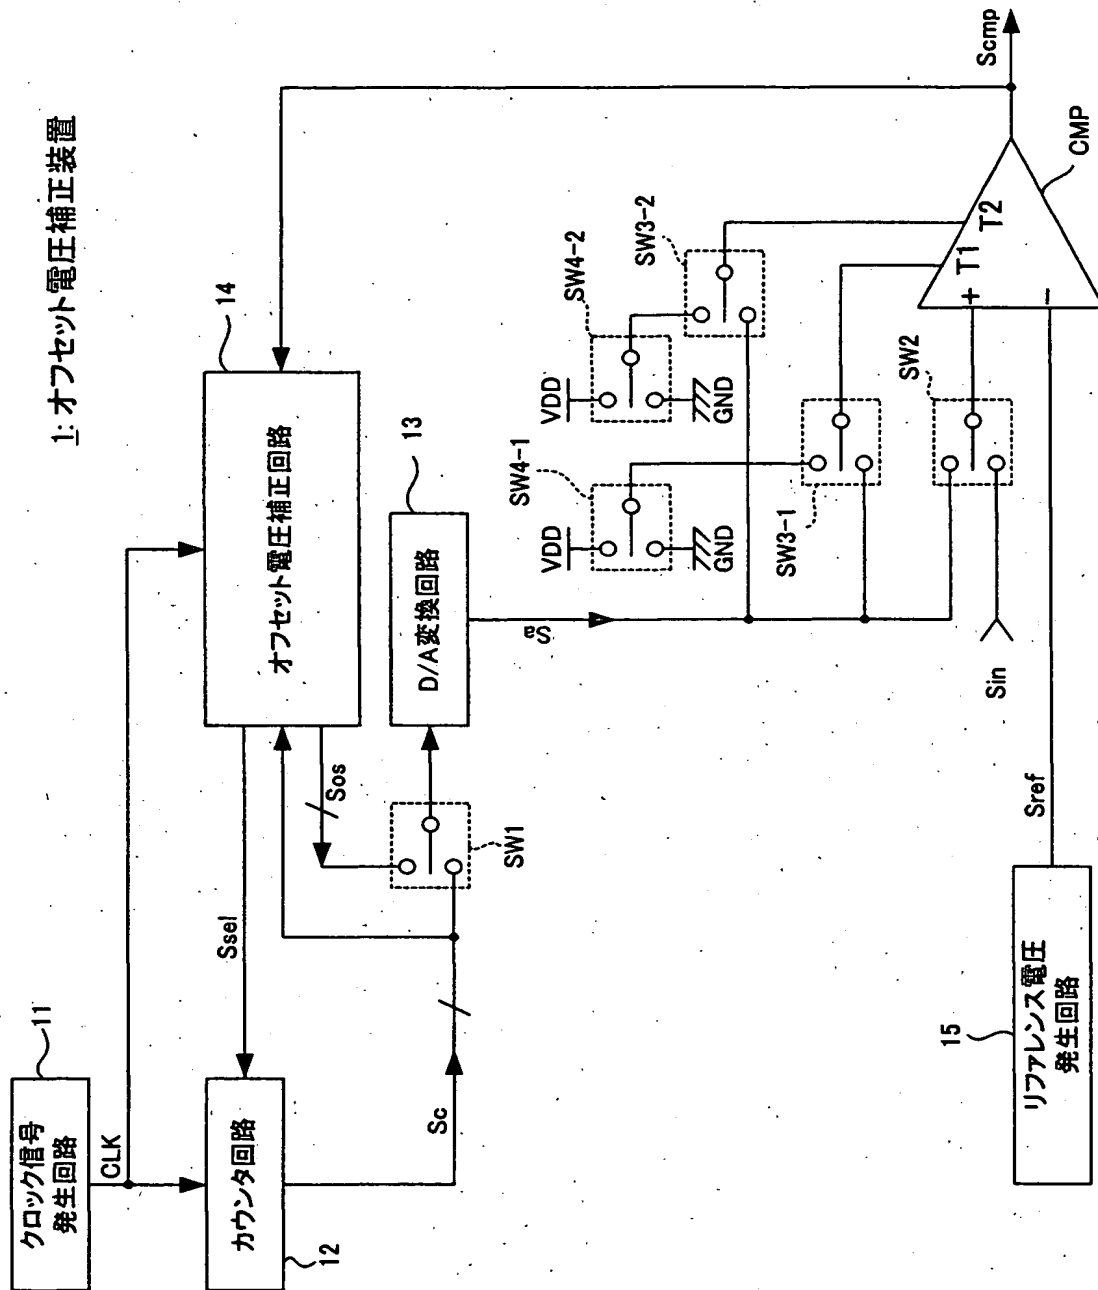 1: オフセット電圧補正装置
11
クロック信号
発生回路
CLK
カウンタ回路
12
Ssel
Sc
14
オフセット電圧補正回路
Sos
SW1
13
D/A変換回路
Sa
VDD
GND
SW4-1
VDD
GND
SW4-2
SW3-2
SW3-1
SW2
Sin
T1
T2
+
−
CMP
Scmp
15
リファレンス電圧
発生回路
Sref